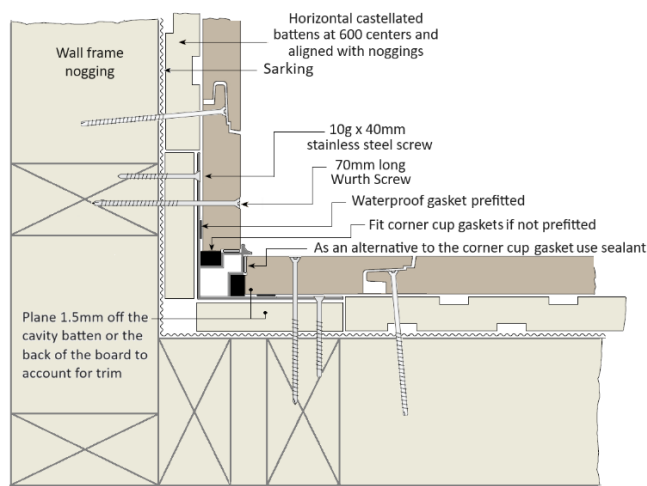 Horizontal castellated
battens at 600 centers and
aligned with noggings
Wall frame
nogging
Sarking
10g x 40mm
stainless steel screw
70mm long
Wurth Screw
Waterproof gasket prefitted
Fit corner cup gaskets if not prefitted
As an alternative to the corner cup gasket use sealant
Plane 1.5mm off the
cavity batten or the
back of the board to
account for trim